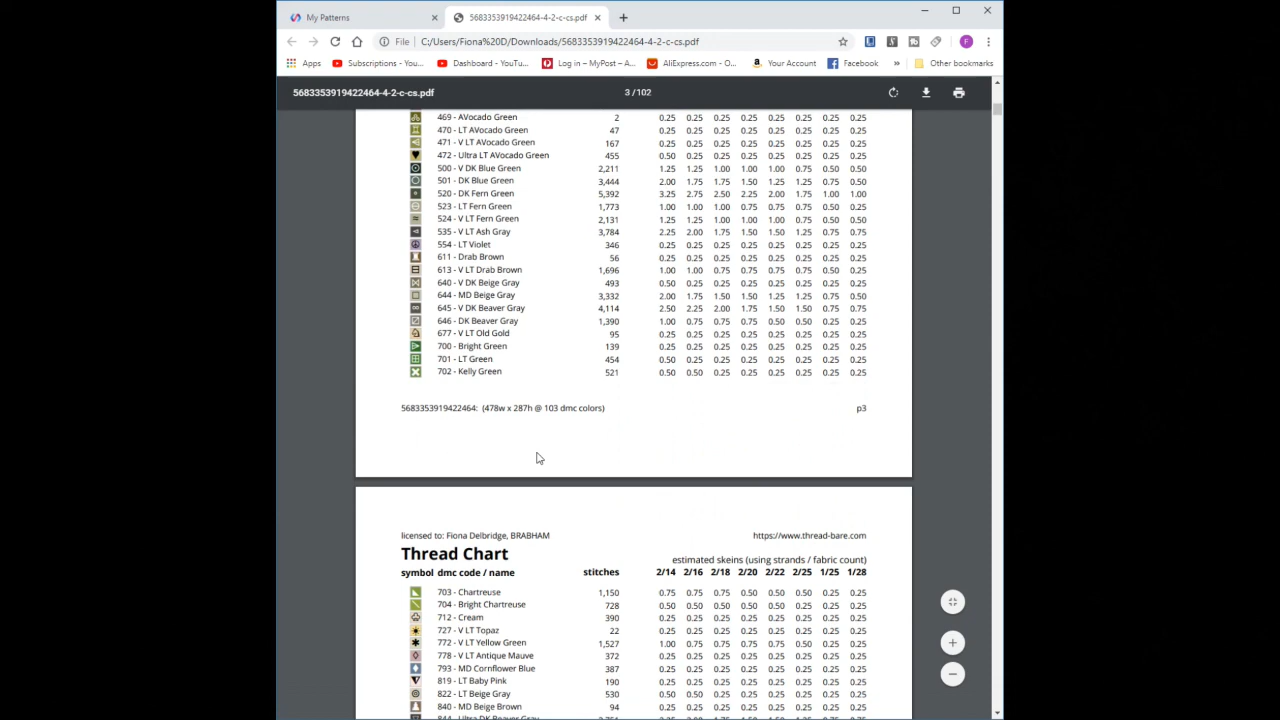 My Patterns
5683353919422464-4-2-c-cs.pdf
File C:/Users/Fiona%20D/Downloads/5683353919422464-4-2-c-cs.pdf F
Apps Subscriptions - You... Dashboard - YouTu... Log in – MyPost – A... AliExpress.com - O... Your Account Facebook » Other bookmarks
5683353919422464-4-2-c-cs.pdf 3 / 102
469 - AVocado Green 2 0.25 0.25 0.25 0.25 0.25 0.25 0.25 0.25
470 - LT AVocado Green 47 0.25 0.25 0.25 0.25 0.25 0.25 0.25 0.25
471 - V LT AVocado Green 167 0.25 0.25 0.25 0.25 0.25 0.25 0.25 0.25
472 - Ultra LT AVocado Green 455 0.50 0.25 0.25 0.25 0.25 0.25 0.25 0.25
500 - V DK Blue Green 2,211 1.25 1.25 1.00 1.00 1.00 0.75 0.50 0.50
501 - DK Blue Green 3,444 2.00 1.75 1.75 1.50 1.25 1.25 0.75 0.50
520 - DK Fern Green 5,392 3.25 2.75 2.50 2.25 2.00 1.75 1.00 1.00
523 - LT Fern Green 1,773 1.00 1.00 1.00 0.75 0.75 0.75 0.50 0.25
524 - V LT Fern Green 2,131 1.25 1.25 1.00 1.00 1.00 0.75 0.50 0.50
535 - V LT Ash Gray 3,784 2.25 2.00 1.75 1.50 1.50 1.25 0.75 0.75
554 - LT Violet 346 0.25 0.25 0.25 0.25 0.25 0.25 0.25 0.25
611 - Drab Brown 56 0.25 0.25 0.25 0.25 0.25 0.25 0.25 0.25
613 - V LT Drab Brown 1,696 1.00 1.00 0.75 0.75 0.75 0.75 0.50 0.25
640 - V DK Beige Gray 493 0.50 0.25 0.25 0.25 0.25 0.25 0.25 0.25
644 - MD Beige Gray 3,332 2.00 1.75 1.50 1.50 1.25 1.25 0.75 0.50
645 - V DK Beaver Gray 4,114 2.50 2.25 2.00 1.75 1.50 1.50 0.75 0.75
646 - DK Beaver Gray 1,390 1.00 0.75 0.75 0.75 0.50 0.50 0.25 0.25
677 - V LT Old Gold 95 0.25 0.25 0.25 0.25 0.25 0.25 0.25 0.25
700 - Bright Green 139 0.25 0.25 0.25 0.25 0.25 0.25 0.25 0.25
701 - LT Green 454 0.50 0.25 0.25 0.25 0.25 0.25 0.25 0.25
702 - Kelly Green 521 0.50 0.50 0.25 0.25 0.25 0.25 0.25 0.25
5683353919422464: (478w x 287h @ 103 dmc colors) p3
licensed to: Fiona Delbridge, BRABHAM https://www.thread-bare.com
Thread Chart estimated skeins (using strands / fabric count)
symbol dmc code / name stitches 2/14 2/16 2/18 2/20 2/22 2/25 1/25 1/28
703 - Chartreuse 1,150 0.75 0.75 0.75 0.50 0.50 0.50 0.25 0.25
704 - Bright Chartreuse 728 0.50 0.50 0.50 0.50 0.25 0.25 0.25 0.25
712 - Cream 390 0.25 0.25 0.25 0.25 0.25 0.25 0.25 0.25
727 - V LT Topaz 22 0.25 0.25 0.25 0.25 0.25 0.25 0.25 0.25
772 - V LT Yellow Green 1,527 1.00 0.75 0.75 0.75 0.75 0.50 0.25 0.25
778 - V LT Antique Mauve 372 0.25 0.25 0.25 0.25 0.25 0.25 0.25 0.25
793 - MD Cornflower Blue 387 0.25 0.25 0.25 0.25 0.25 0.25 0.25 0.25
819 - LT Baby Pink 190 0.25 0.25 0.25 0.25 0.25 0.25 0.25 0.25
822 - LT Beige Gray 530 0.50 0.50 0.25 0.25 0.25 0.25 0.25 0.25
840 - MD Beige Brown 94 0.25 0.25 0.25 0.25 0.25 0.25 0.25 0.25
844 - Ultra DK Beaver Gray